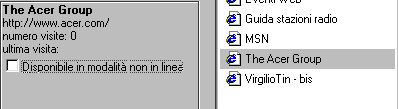 The Acer Group
http://www.acer.com/
numero visite: 0
ultima visita:
Disponibile in modalità non in linea
Guida stazioni radio
MSN
The Acer Group
VirgilioTin - bis